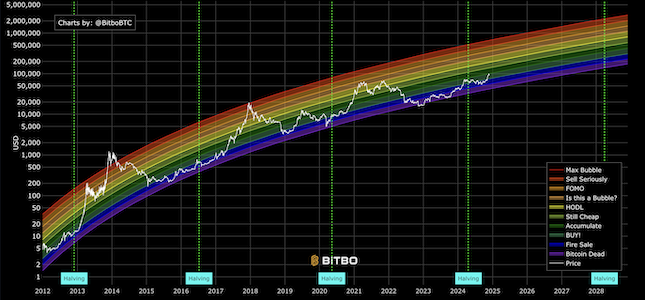 5,000,000
2,000,000
1,000,000
500,000
200,000
100,000
50,000
20,000
10,000
5,000
2,000
1,000
500
200
100
50
20
10
5
2
1
USD
Charts by: @BitboBTC
Max Bubble
Sell Seriously
FOMO
Is this a Bubble?
HODL
Still Cheap
Accumulate
BUY!
Fire Sale
Bitcoin Dead
Price
BiTBO
Halving
Halving
Halving
Halving
Halving
2012 2013 2014 2015 2016 2017 2018 2019 2020 2021 2022 2023 2024 2025 2026 2027 2028